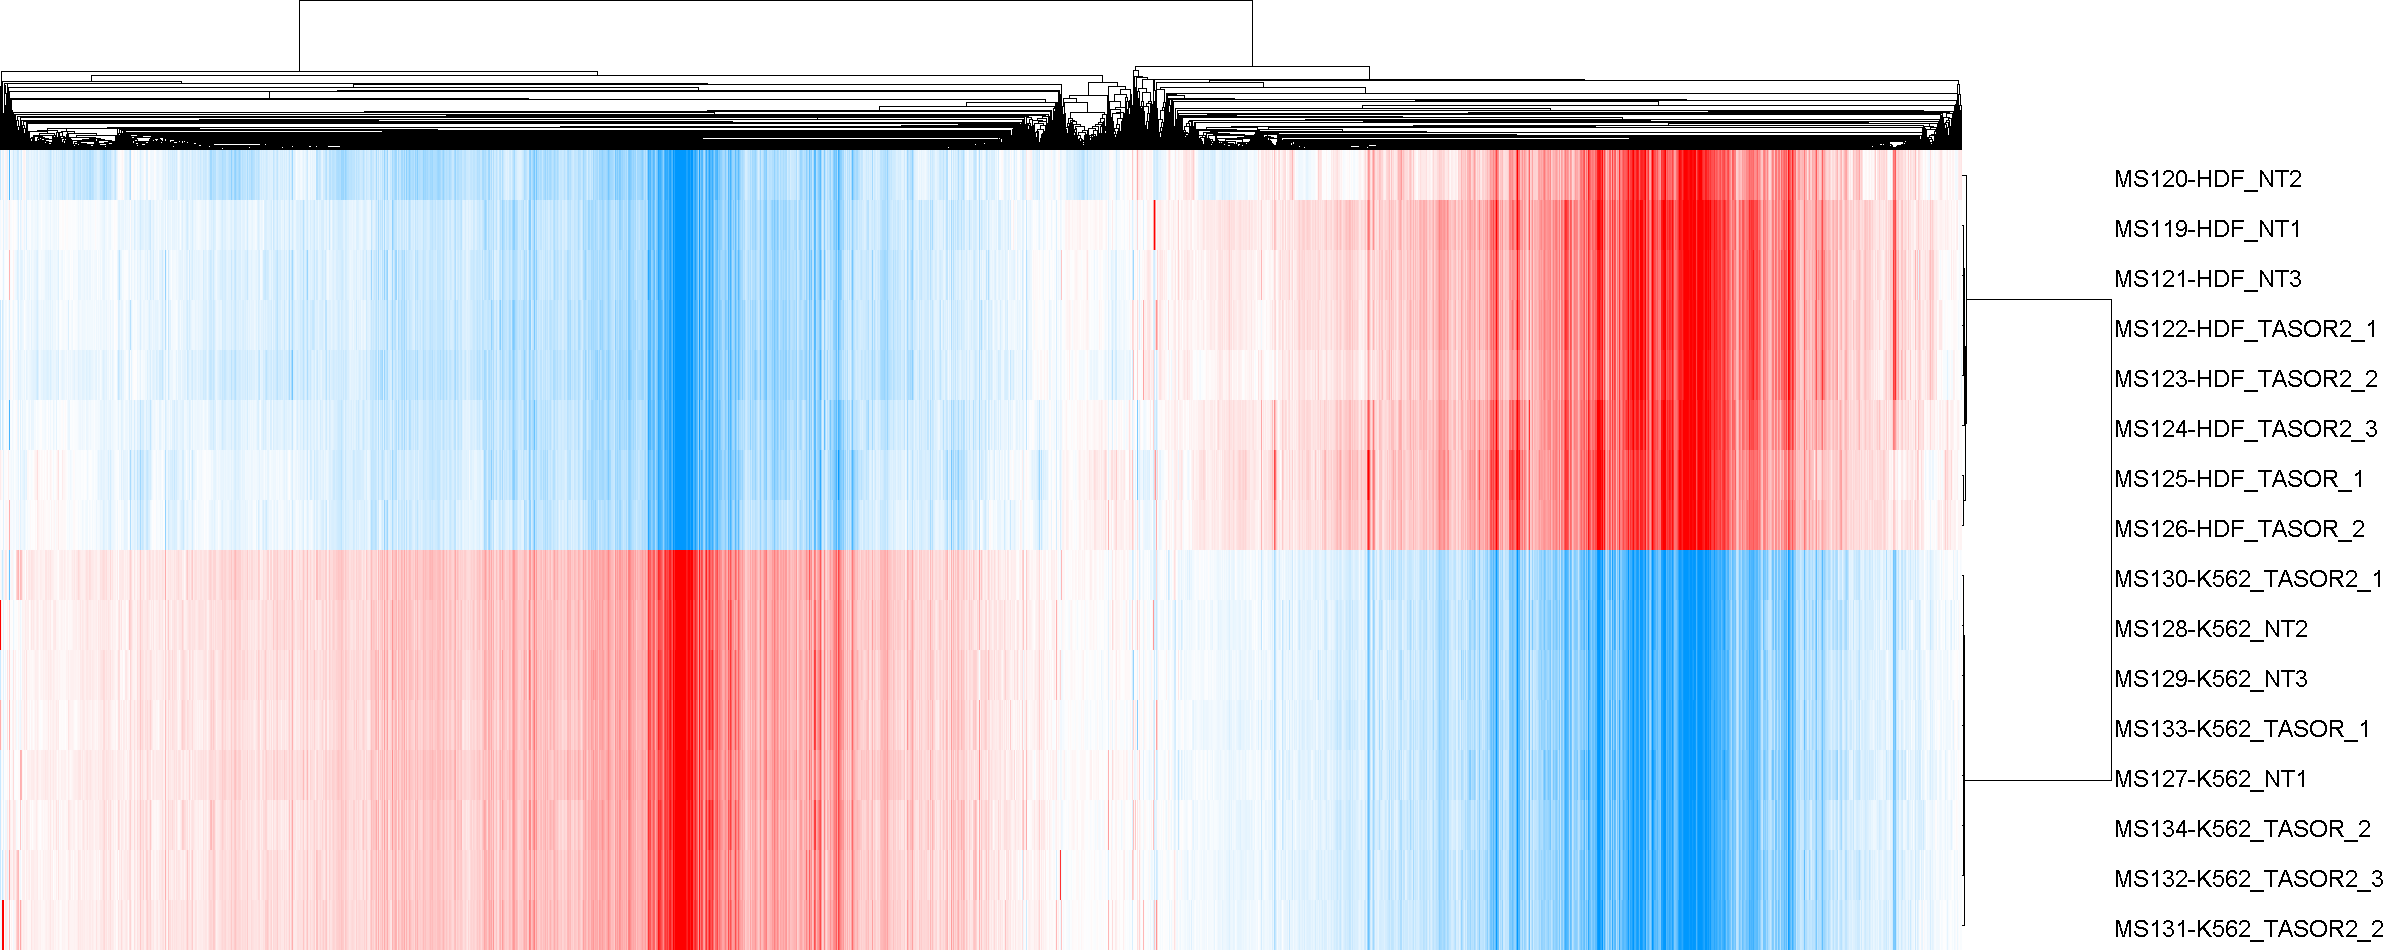 MS120-HDF_NT2
MS119-HDF_NT1
MS121-HDF_NT3
MS122-HDF_TASOR2_1
MS123-HDF_TASOR2_2
MS124-HDF_TASOR2_3
MS125-HDF_TASOR_1
MS126-HDF_TASOR_2
MS130-K562_TASOR2_1
MS128-K562_NT2
MS129-K562_NT3
MS133-K562_TASOR_1
MS127-K562_NT1
MS134-K562_TASOR_2
MS132-K562_TASOR2_3
MS131-K562_TASOR2_2